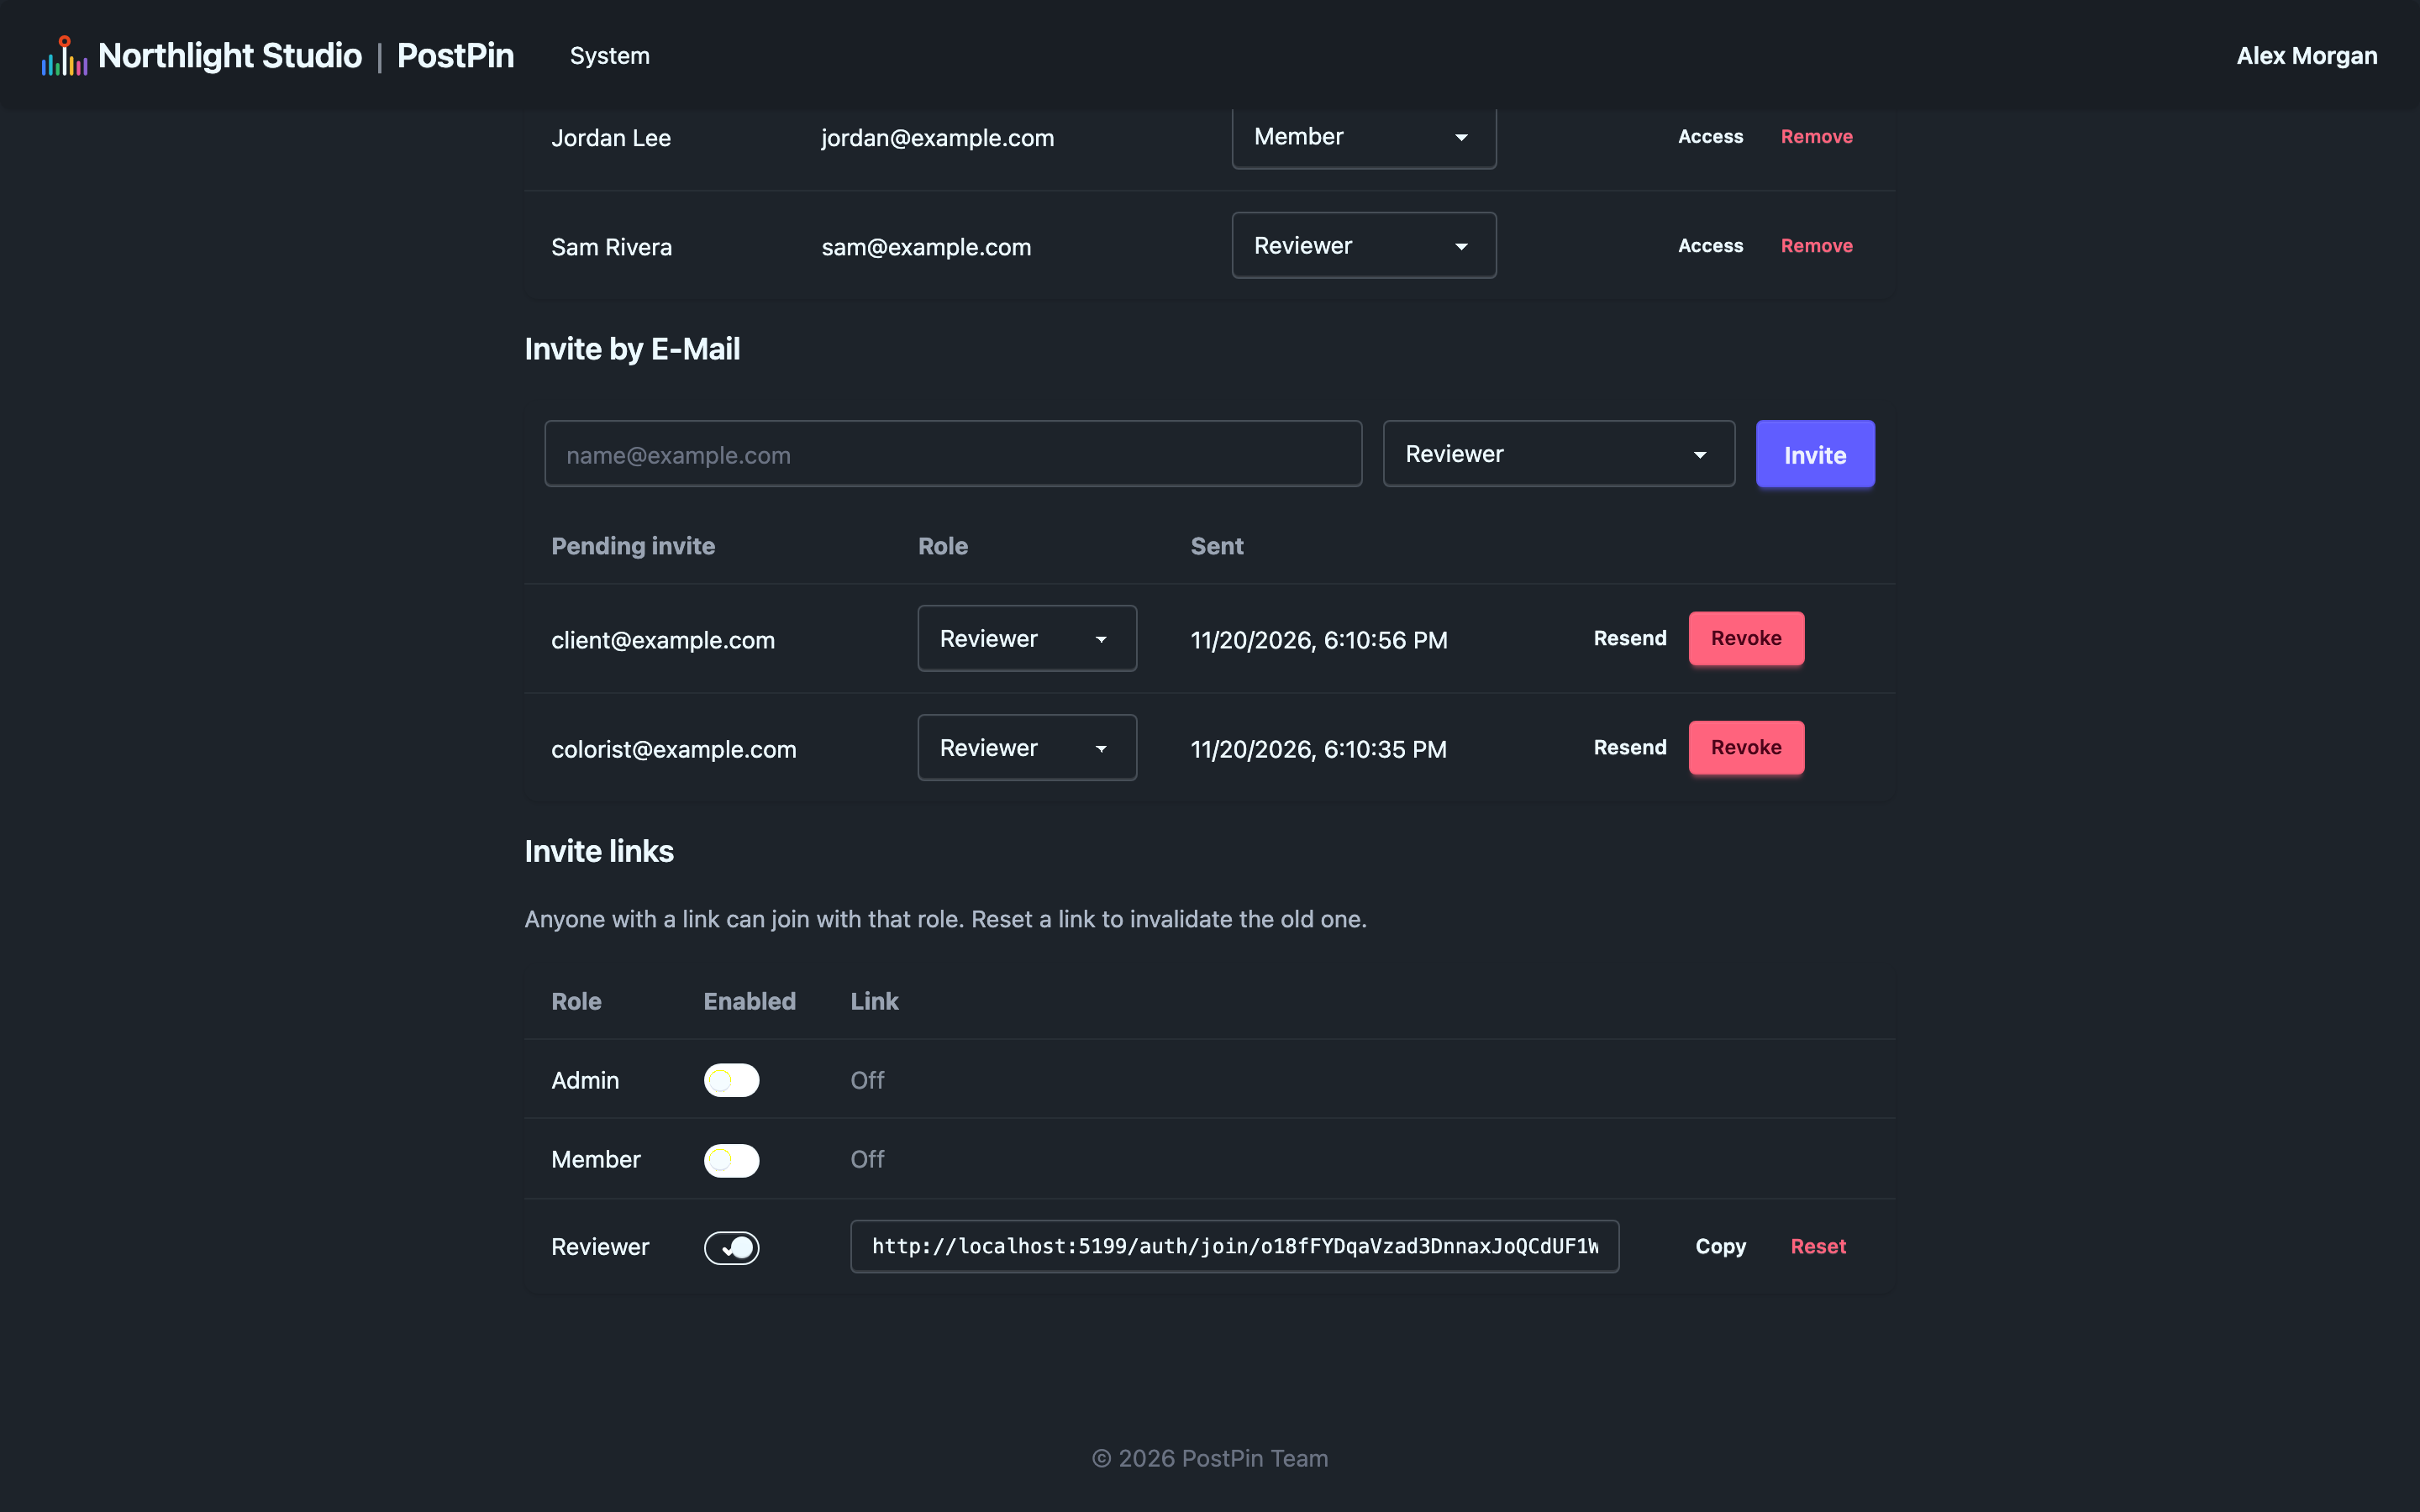 Northlight Studio | PostPin System Alex Morgan
Jordan Lee jordan@example.com Member Access Remove
Sam Rivera sam@example.com Reviewer Access Remove
Invite by E-Mail
name@example.com Reviewer Invite
Pending invite Role Sent
client@example.com Reviewer 11/20/2026, 6:10:56 PM Resend Revoke
colorist@example.com Reviewer 11/20/2026, 6:10:35 PM Resend Revoke
Invite links
Anyone with a link can join with that role. Reset a link to invalidate the old one.
Role Enabled Link
Admin Off
Member Off
Reviewer http://localhost:5199/auth/join/o18fFYDqaVzad3DnnaxJoQCdUF1W Copy Reset
© 2026 PostPin Team